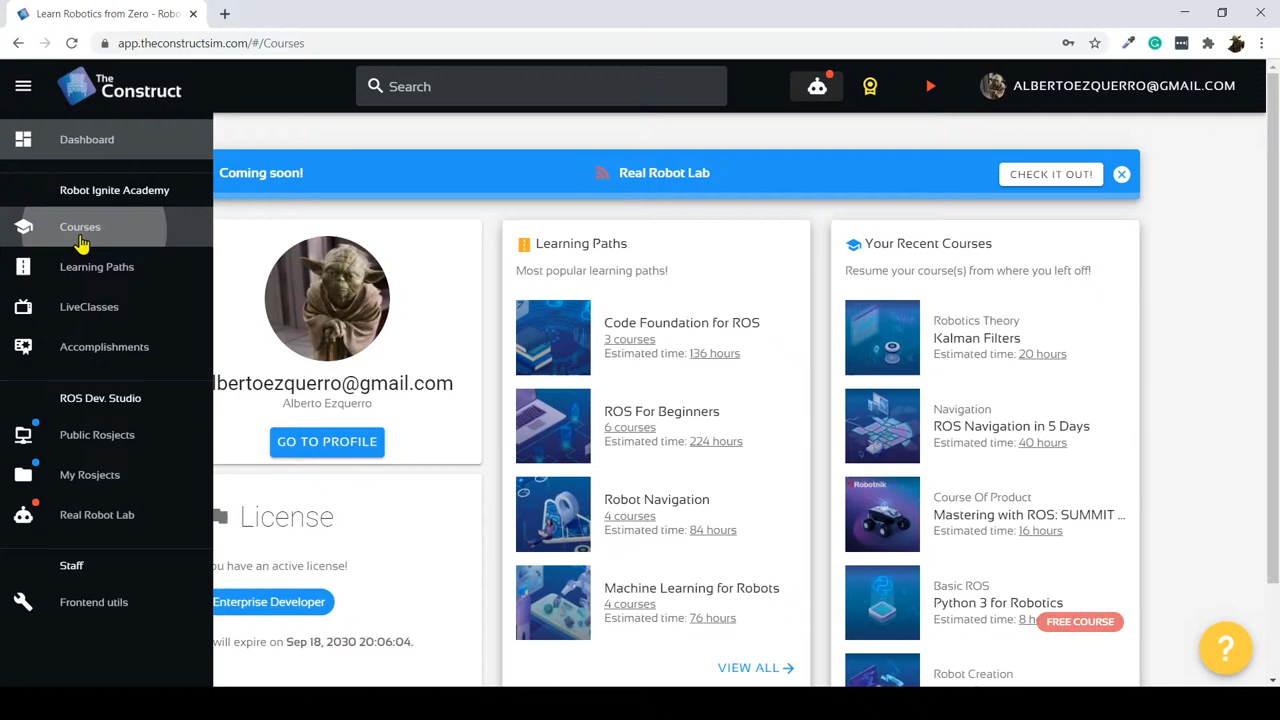 Learn Robotics from Zero - Robo
app.theconstructsim.com/#/Courses
The Construct
Search
ALBERTOEZQUERRO@GMAIL.COM
Dashboard
Robot Ignite Academy
Courses
Learning Paths
LiveClasses
Accomplishments
ROS Dev. Studio
Public Rosjects
My Rosjects
Real Robot Lab
Staff
Frontend utils
Coming soon!
Real Robot Lab
CHECK IT OUT!
lbertoezquerro@gmail.com
Alberto Ezquerro
GO TO PROFILE
License
ou have an active license!
Enterprise Developer
will expire on Sep 18, 2030 20:06:04.
Learning Paths
Most popular learning paths!
Code Foundation for ROS
3 courses
Estimated time: 136 hours
ROS For Beginners
6 courses
Estimated time: 224 hours
Robot Navigation
4 courses
Estimated time: 84 hours
Machine Learning for Robots
4 courses
Estimated time: 76 hours
VIEW ALL
Your Recent Courses
Resume your course(s) from where you left off!
Robotics Theory
Kalman Filters
Estimated time: 20 hours
Navigation
ROS Navigation in 5 Days
Estimated time: 40 hours
Robotnik
Course Of Product
Mastering with ROS: SUMMIT ...
Estimated time: 16 hours
Basic ROS
Python 3 for Robotics
Estimated time: 8 h
FREE COURSE
Robot Creation
?